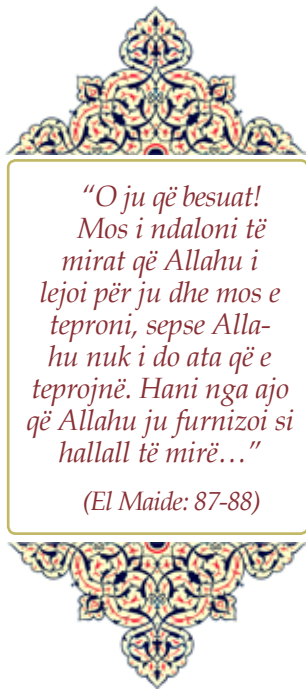 “O ju që besuat!
Mos i ndaloni të
mirat që Allahu i
lejoi për ju dhe mos e
teproni, sepse Alla-
hu nuk i do ata që e
teprojnë. Hani nga ajo
që Allahu ju furnizoi si
hallall të mirë…”
(El Maide: 87-88)